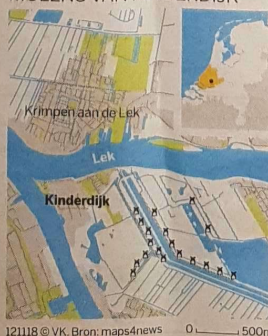 Krimpen aan de Lek
Lek
Kinderdijk
121118 © VK. Bron: maps4news
0 500m